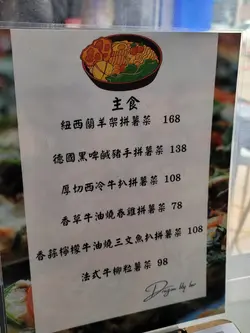 主食
紐西蘭羊架拼薯菜 168
德國黑啤鹹豬手拼薯菜 138
厚切西冷牛扒拼薯菜 108
香草牛油燒春雞拼薯菜 78
香蒜檸檬牛油燒三文魚扒拼薯菜 108
法式牛柳粒薯菜 98